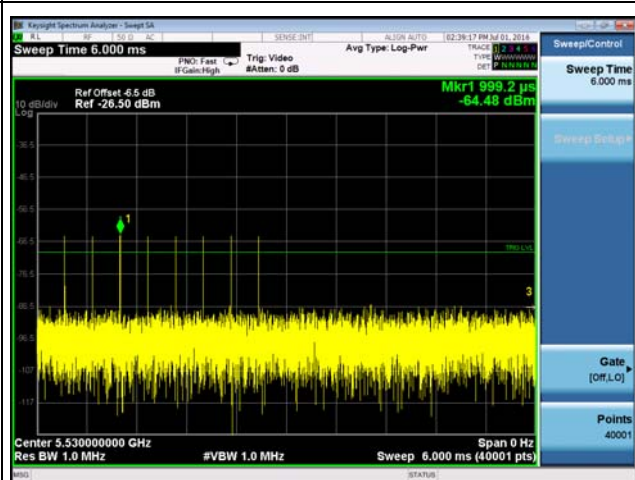 Keysight Spectrum Analyzer - Swept SA
RL RF 50 Ω AC SENSE:INT ALIGN AUTO 02:39:17 PM Jul 01, 2016
Sweep Time 6.000 ms
PNO: Fast
IFGain:High
Trig: Video
#Atten: 0 dB
Avg Type: Log-Pwr
TRACE 1 2 3 4 5 6
TYPE WWWWWW
DET P N N N N N
Sweep/Control
Sweep Time
6.000 ms
Sweep Setup
Gate
[Off,LO]
Points
40001
Ref Offset -6.5 dB
Ref -26.50 dBm
10 dB/div
Log
Mkr1 999.2 µs
-64.48 dBm
-36.5
-46.5
-56.5
1
-66.5
TRIG LVL
-76.5
3
-86.5
-96.5
-107
-117
Center 5.530000000 GHz
Span 0 Hz
Res BW 1.0 MHz
#VBW 1.0 MHz
Sweep 6.000 ms (40001 pts)
MSG
STATUS